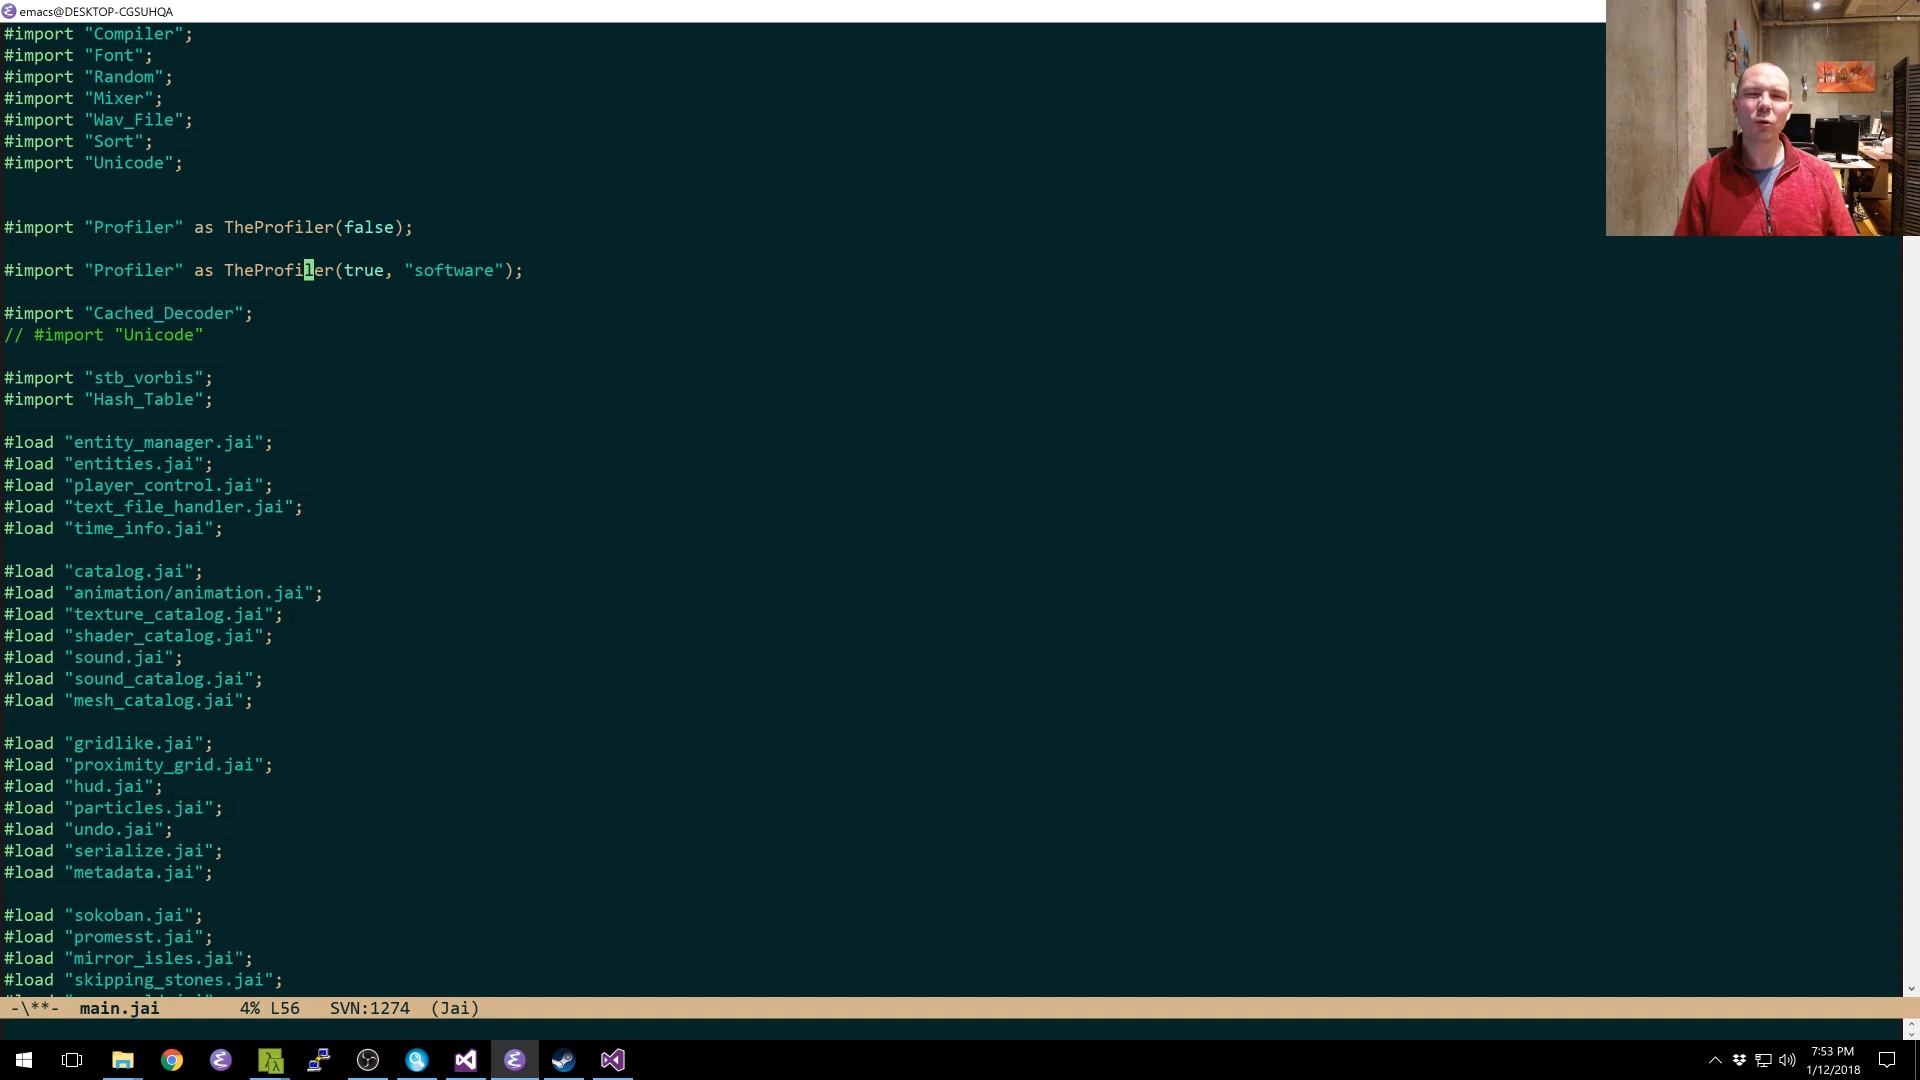 emacs@DESKTOP-CGSUHQA
#import "Compiler";
#import "Font";
#import "Random";
#import "Mixer";
#import "Wav_File";
#import "Sort";
#import "Unicode";
#import "Profiler" as TheProfiler(false);
#import "Profiler" as TheProfiler(true, "software");
#import "Cached_Decoder";
// #import "Unicode"
#import "stb_vorbis";
#import "Hash_Table";
#load "entity_manager.jai";
#load "entities.jai";
#load "player_control.jai";
#load "text_file_handler.jai";
#load "time_info.jai";
#load "catalog.jai";
#load "animation/animation.jai";
#load "texture_catalog.jai";
#load "shader_catalog.jai";
#load "sound.jai";
#load "sound_catalog.jai";
#load "mesh_catalog.jai";
#load "gridlike.jai";
#load "proximity_grid.jai";
#load "hud.jai";
#load "particles.jai";
#load "undo.jai";
#load "serialize.jai";
#load "metadata.jai";
#load "sokoban.jai";
#load "promesst.jai";
#load "mirror_isles.jai";
#load "skipping_stones.jai";
-\**-  main.jai        4% L56   SVN:1274  (Jai)
7:53 PM
1/12/2018